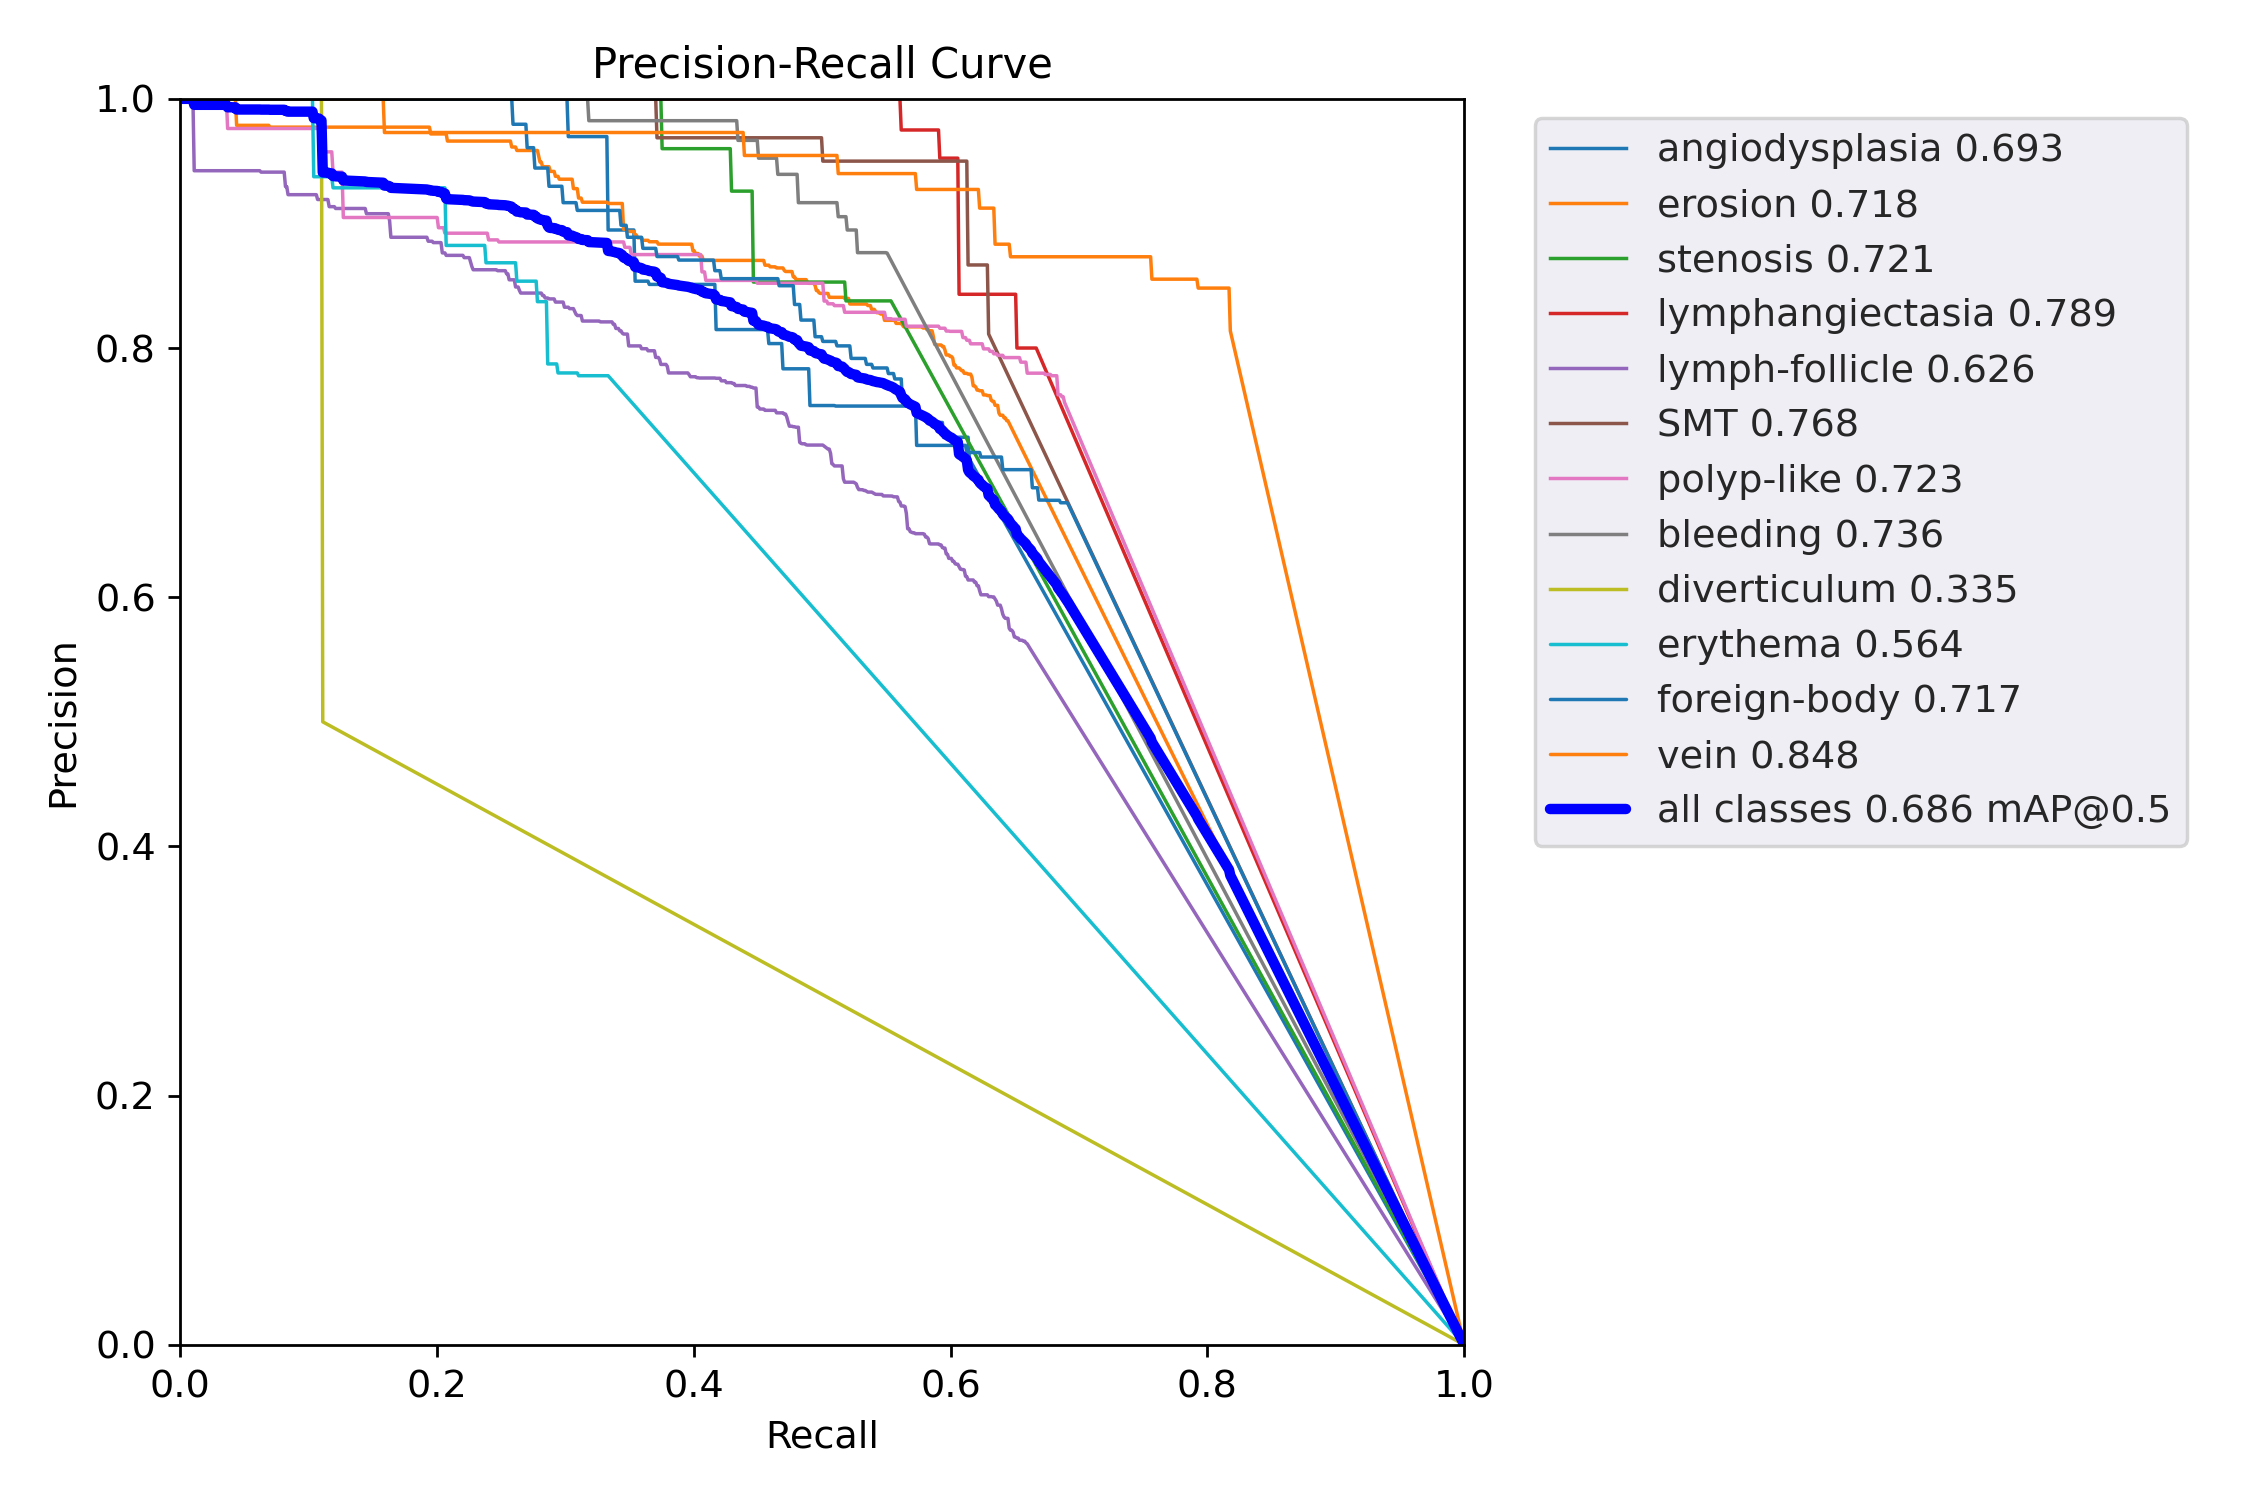 Precision-Recall Curve
1.0
0.8
0.6
0.4
0.2
0.0
Precision
0.0 0.2 0.4 0.6 0.8 1.0
Recall
angiodysplasia 0.693
erosion 0.718
stenosis 0.721
lymphangiectasia 0.789
lymph-follicle 0.626
SMT 0.768
polyp-like 0.723
bleeding 0.736
diverticulum 0.335
erythema 0.564
foreign-body 0.717
vein 0.848
all classes 0.686 mAP@0.5